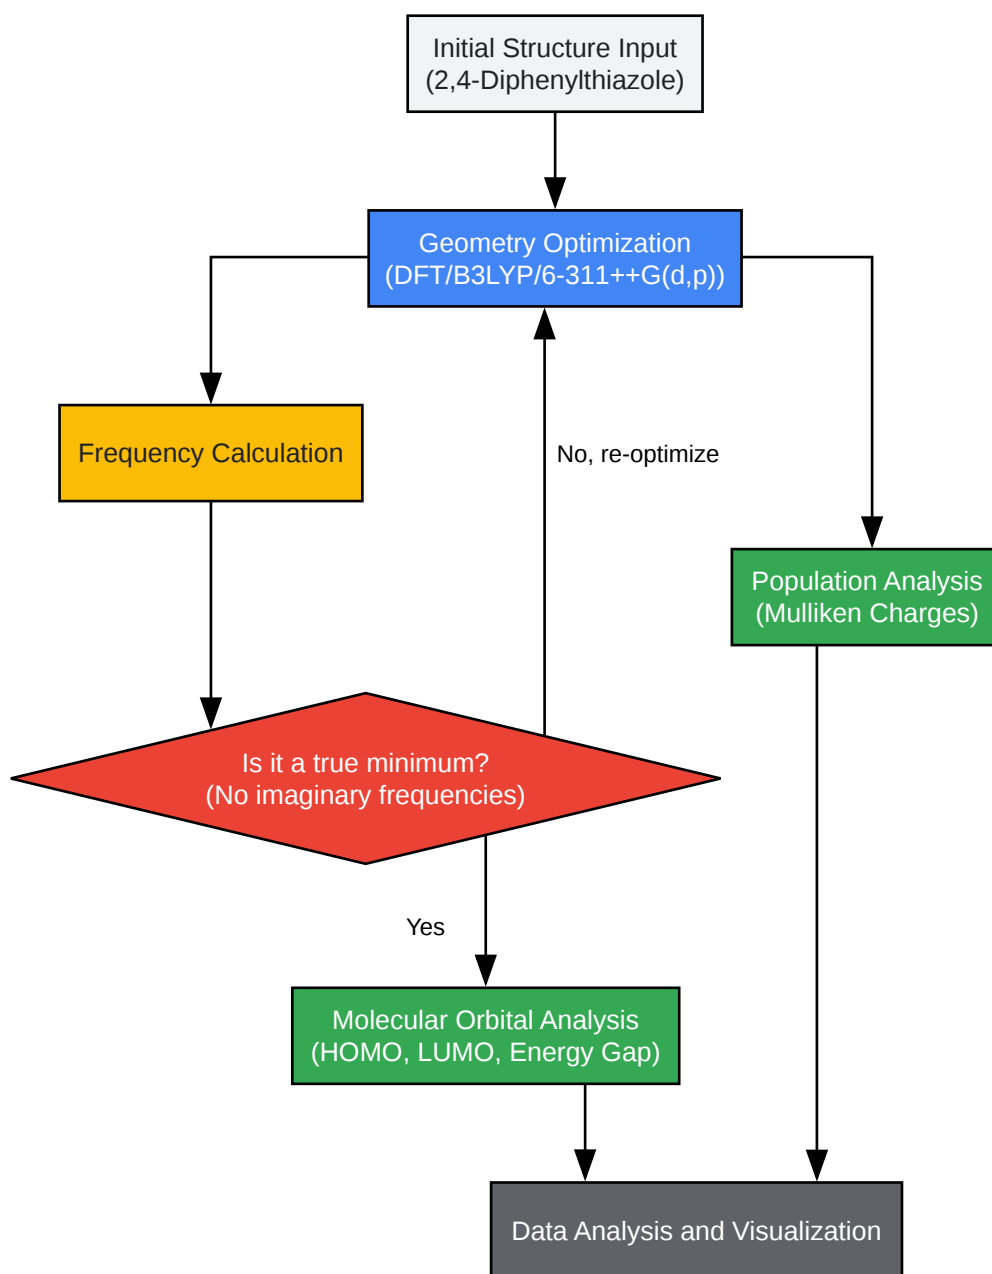 Initial Structure Input
(2,4-Diphenylthiazole)
Geometry Optimization
(DFT/B3LYP/6-311++G(d,p))
Frequency Calculation
No, re-optimize
Population Analysis
(Mulliken Charges)
Is it a true minimum?
(No imaginary frequencies)
Yes
Molecular Orbital Analysis
(HOMO, LUMO, Energy Gap)
Data Analysis and Visualization